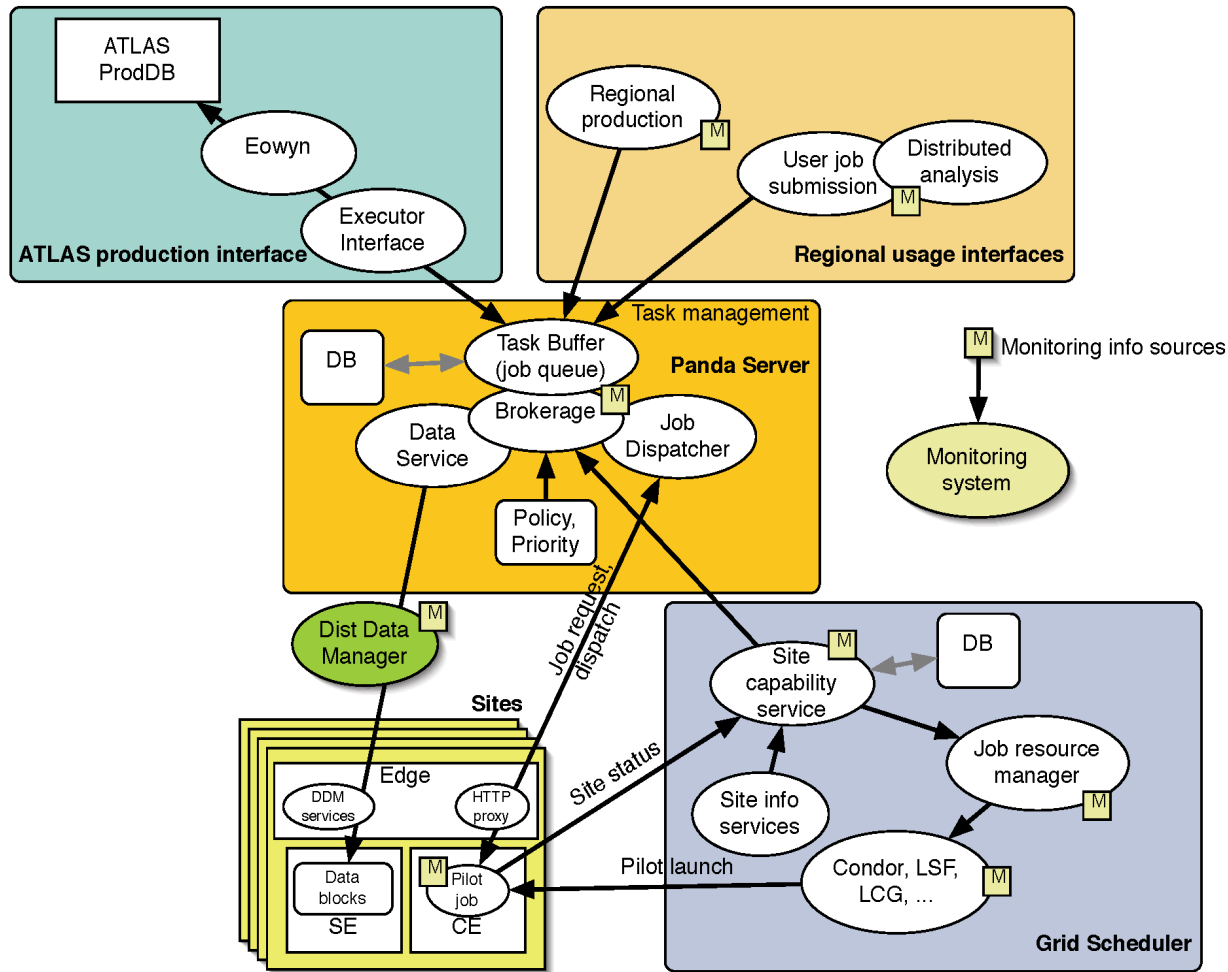 ATLAS
ProdDB
Eowyn
Executor
Interface
ATLAS production interface
Regional
production
M
User job
submission
M
Distributed
analysis
Regional usage interfaces
Task management
DB
Task Buffer
(job queue)
Panda Server
Brokerage
M
Data
Service
Job
Dispatcher
Policy,
Priority
M
Monitoring info sources
Monitoring
system
Job request,
dispatch
Dist Data
Manager
M
Sites
Edge
DDM
services
HTTP
proxy
Data
blocks
SE
M
Pilot
job
CE
Site status
Pilot launch
M
Site
capability
service
DB
Job resource
manager
M
Site info
services
Condor, LSF,
LCG, ...
M
Grid Scheduler